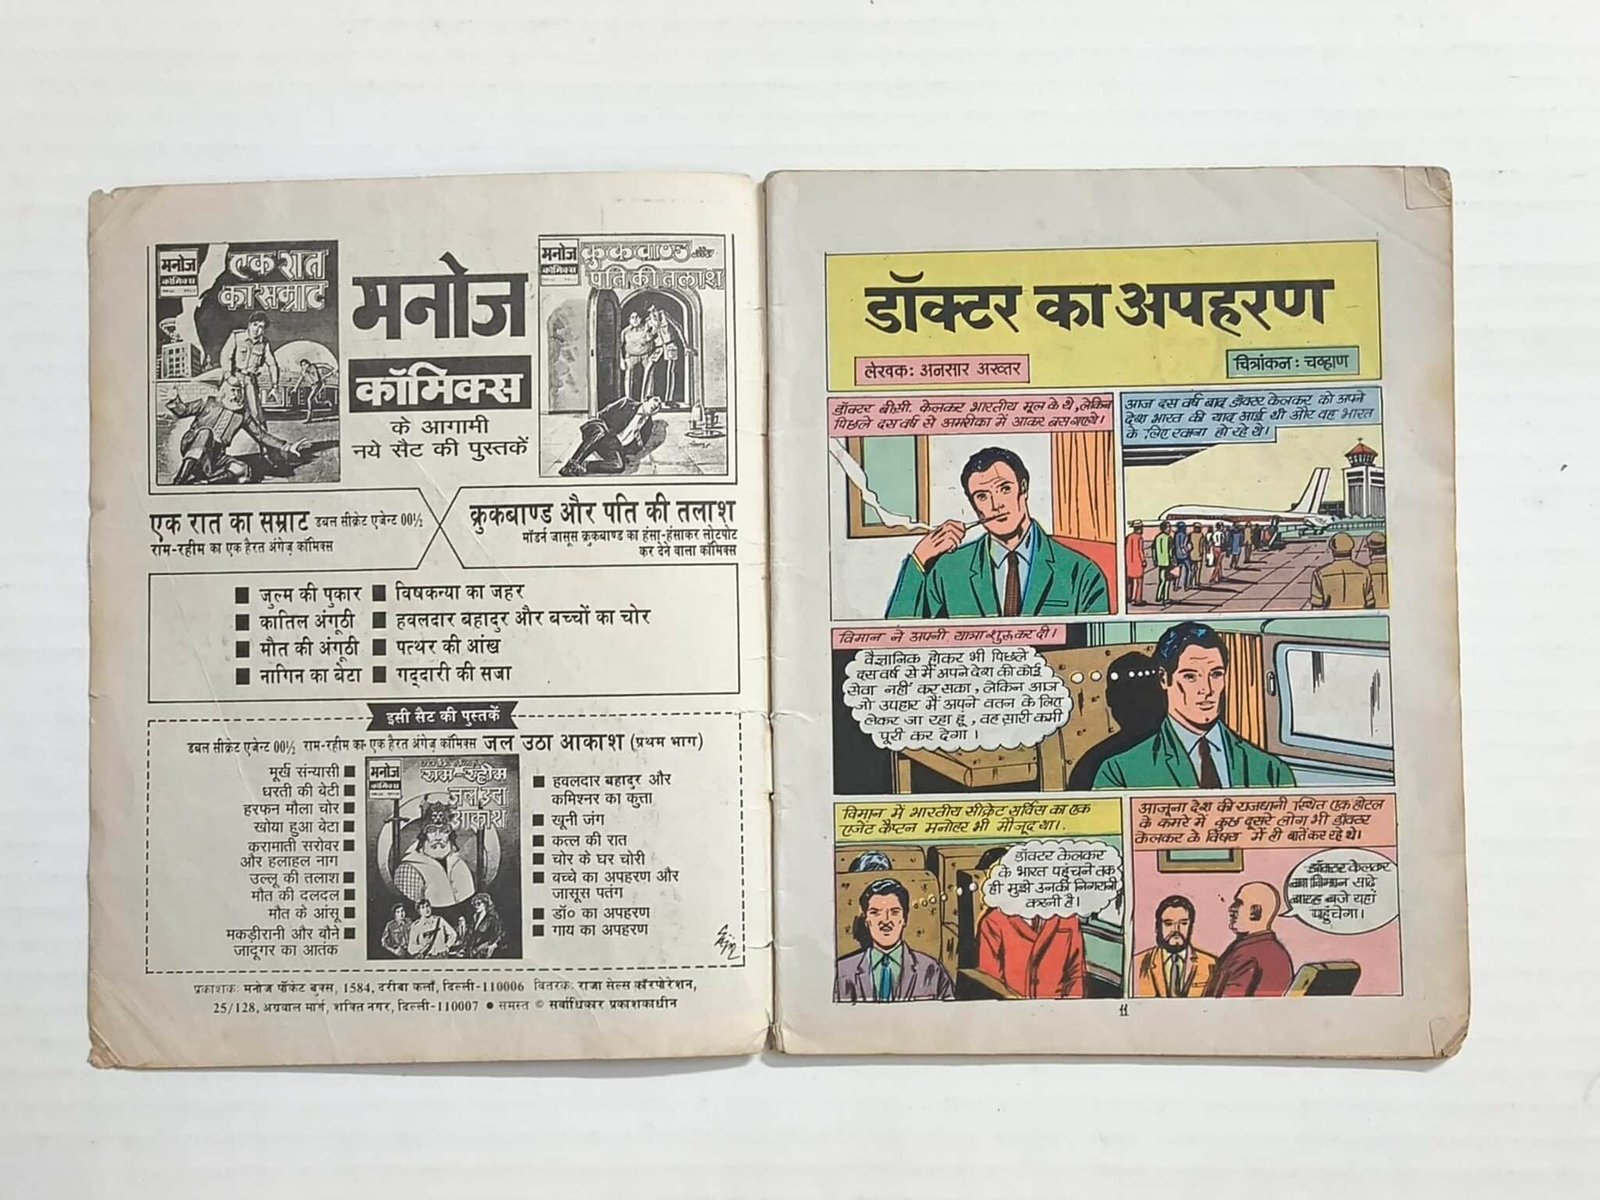 मनोज
कॉमिक्स
एक रात
का सम्राट
मनोज
कॉमिक्स
के आगामी
नये सैट की पुस्तकें
मनोज
कॉमिक्स
क्रुकबाण्ड और
पति की तलाश
एक रात का सम्राट डबल सीक्रेट एजेन्ट 00½
राम-रहीम का एक हैरत अंगेज़ कॉमिक्स
क्रुकबाण्ड और पति की तलाश
मॉडर्न जासूस क्रुकबाण्ड का हंसा-हंसाकर लोटपोट
कर देने वाला कॉमिक्स
■ जुल्म की पुकार
■ कातिल अंगूठी
■ मौत की अंगूठी
■ नागिन का बेटा
■ विषकन्या का जहर
■ हवलदार बहादुर और बच्चों का चोर
■ पत्थर की आंख
■ गद्दारी की सजा
इसी सैट की पुस्तकें
डबल सीक्रेट एजेन्ट 00½ राम-रहीम का एक हैरत अंगेज़ कॉमिक्स जल उठा आकाश (प्रथम भाग)
मूर्ख संन्यासी ■
धरती की बेटी ■
हरफन मौला चोर ■
खोया हुआ बेटा ■
करामाती सरोवर ■
और हलाहल नाग
उल्लू की तलाश ■
मौत की दलदल ■
मौत के आंसू ■
मकड़ीरानी और बौने ■
जादूगर का आतंक
मनोज
कॉमिक्स
राम-रहीम
जल उठा
आकाश
■ हवलदार बहादुर और
कमिश्नर का कुत्ता
■ खूनी जंग
■ कत्ल की रात
■ चोर के घर चोरी
■ बच्चे का अपहरण और
जासूस पतंग
■ डॉ० का अपहरण
■ गाय का अपहरण
प्रकाशक: मनोज पॉकेट बुक्स, 1584, दरीबा कलाँ, दिल्ली-110006 वितरक: राजा सेल्स कॉरपोरेशन,
25/128, अग्रवाल मार्ग, शक्ति नगर, दिल्ली-110007 ● समस्त © सर्वाधिकार प्रकाशकाधीन
डॉक्टर का अपहरण
लेखक: अनसार अख्तर
चित्रांकन: चव्हाण
डॉक्टर बी.सी. केलकर भारतीय मूल के थे, लेकिन
पिछले दस वर्ष से अमरीका में आकर बस गए थे।
आज दस वर्ष बाद डॉक्टर केलकर को अपने
देश भारत की याद आई थी और वह भारत
के लिए रवाना हो रहे थे।
विमान ने अपनी यात्रा शुरू कर दी।
वैज्ञानिक होकर भी पिछले
दस वर्ष से मैं अपने देश की कोई
सेवा नहीं कर सका, लेकिन आज
जो उपहार मैं अपने वतन के लिए
लेकर जा रहा हूं, वह सारी कमी
पूरी कर देगा।
विमान में भारतीय सीक्रेट सर्विस का एक
एजेंट कैप्टन मनोहर भी मौजूद था।
डॉक्टर केलकर
के भारत पहुंचने तक
ही मुझे उनकी निगरानी
करनी है।
आजूना देश की राजधानी स्थित एक होटल
के कमरे में कुछ दूसरे लोग भी डॉक्टर
केलकर के विषय में ही बातें कर रहे थे।
डॉक्टर केलकर
का विमान साढ़े
बारह बजे यहां
पहुंचेगा।
11